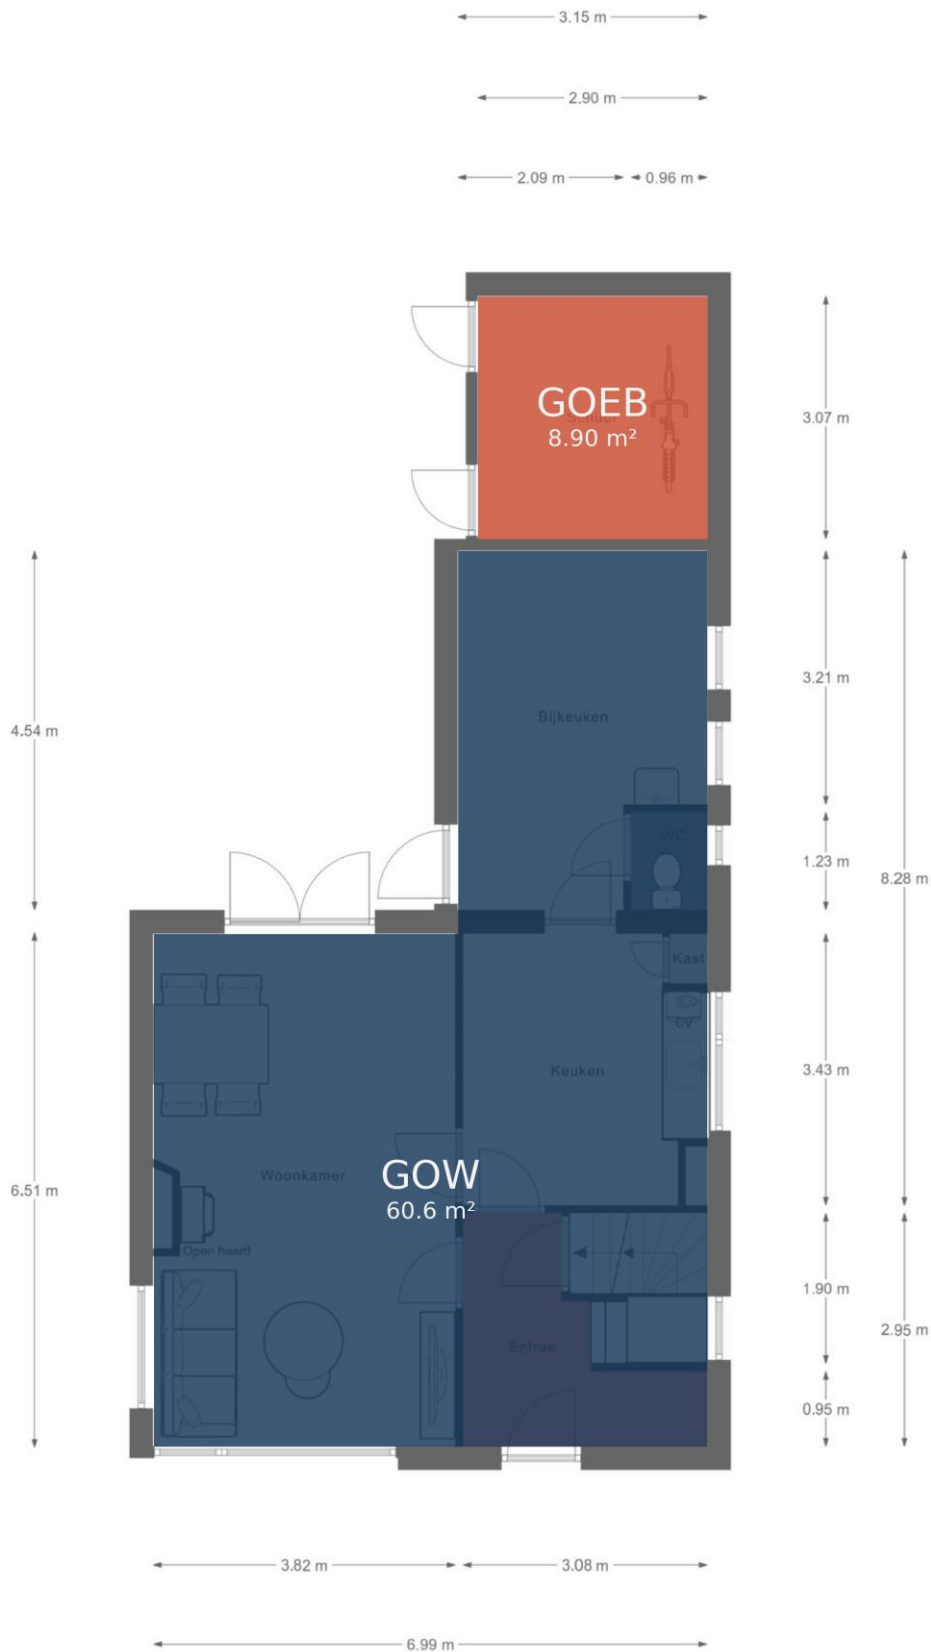 3.15 m
2.90 m
2.09 m
0.96 m
GOEB
8.90 m²
3.07 m
3.21 m
Bijkeuken
4.54 m
WC
1.23 m
8.28 m
Kast
CV
3.43 m
Keuken
Woonkamer
GOW
60.6 m²
6.51 m
Open haard
1.90 m
2.95 m
Entree
0.95 m
3.82 m
3.08 m
6.99 m